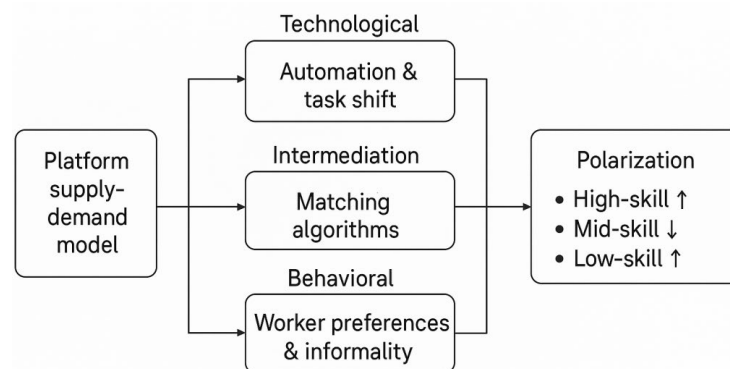 Technological
Automation &
task shift
Platform
supply-
demand
model
Intermediation
Matching
algorithms
Behavioral
Worker preferences
& informality
Polarization
• High-skill ↑
• Mid-skill ↓
• Low-skill ↑